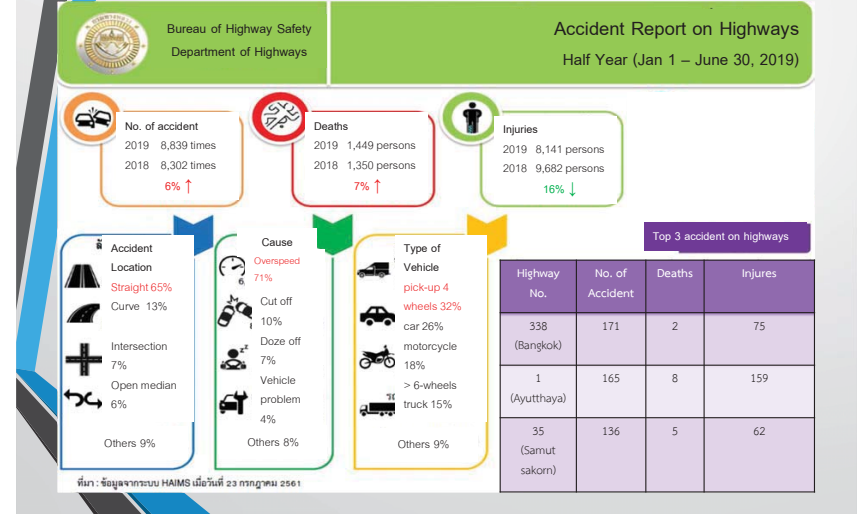 Bureau of Highway Safety
Department of Highways
Accident Report on Highways
Half Year (Jan 1 – June 30, 2019)
No. of accident
2019 8,839 times
2018 8,302 times
6% ↑
Deaths
2019 1,449 persons
2018 1,350 persons
7% ↑
Injuries
2019 8,141 persons
2018 9,682 persons
16% ↓
Accident
Location
Straight 65%
Curve 13%
Intersection
7%
Open median
6%
Others 9%
Cause
Overspeed
71%
Cut off
10%
Doze off
7%
Vehicle
problem
4%
Others 8%
Type of
Vehicle
pick-up 4
wheels 32%
car 26%
motorcycle
18%
> 6-wheels
truck 15%
Others 9%
Top 3 accident on highways
Highway No. No. of Accident Deaths Injures
338 (Bangkok) 171 2 75
1 (Ayutthaya) 165 8 159
35 (Samut sakorn) 136 5 62
ที่มา : ข้อมูลจากระบบ HAIMS เมื่อวันที่ 23 กรกฎาคม 2561